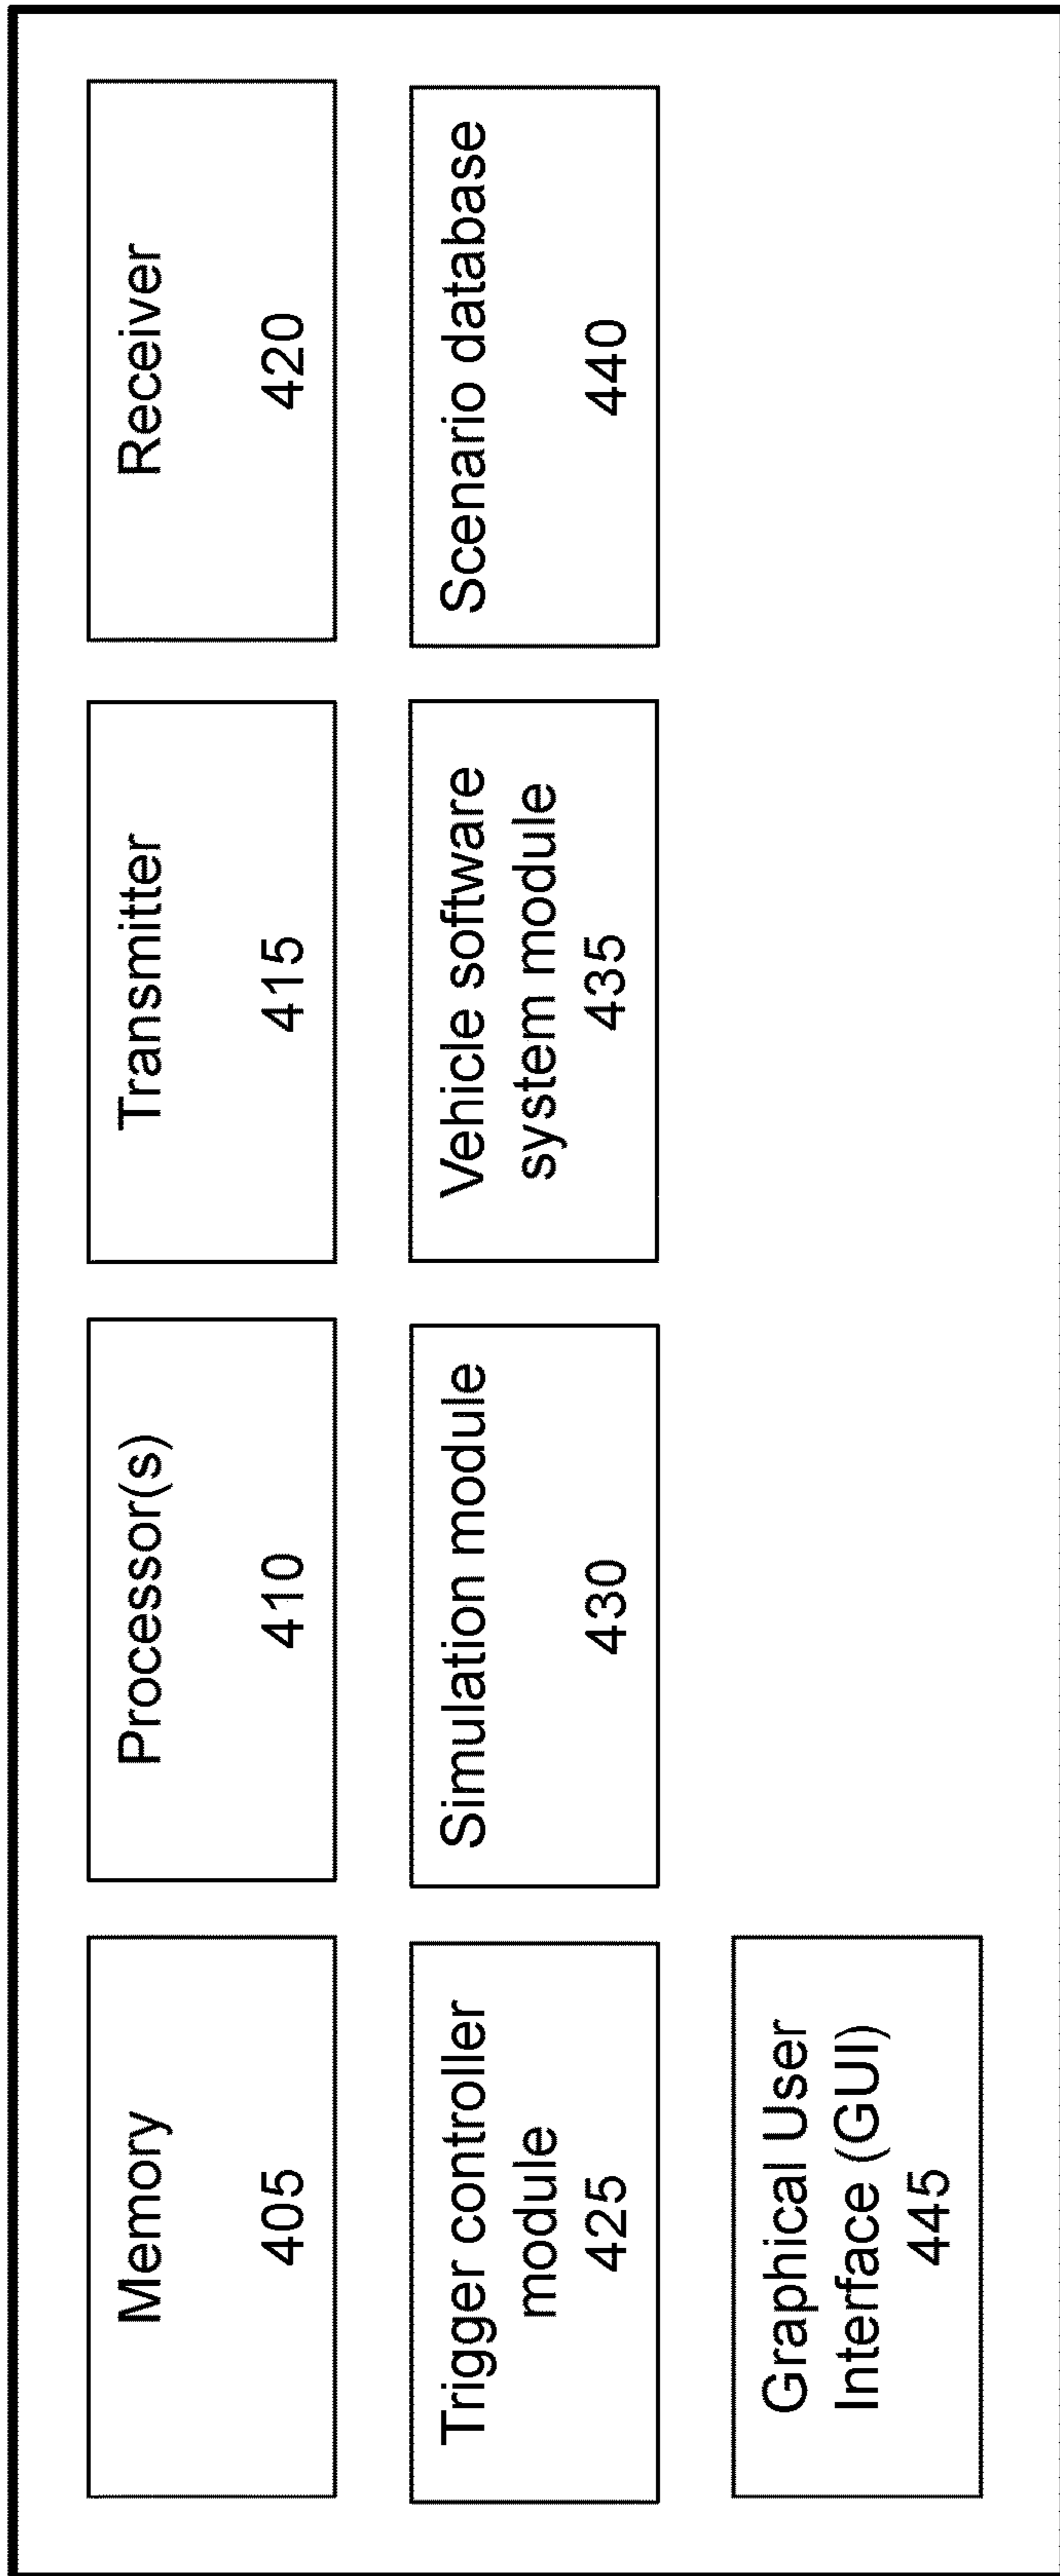 Memory
405
Processor(s)
410
Transmitter
415
Receiver
420
Trigger controller
module
425
Simulation module
430
Vehicle software
system module
435
Scenario database
440
Graphical User
Interface (GUI)
445